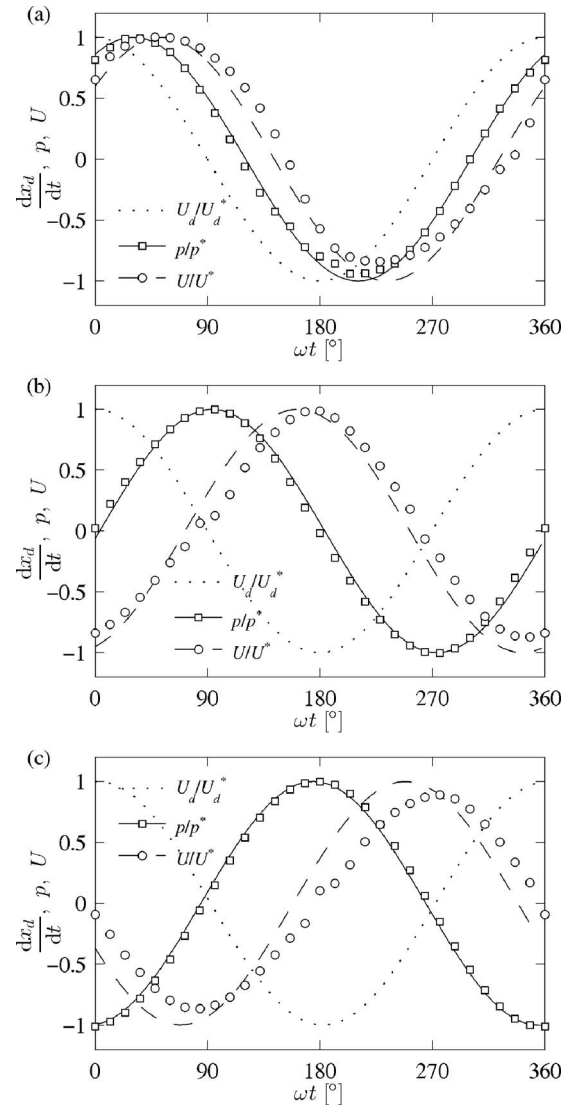 (a)
1
0.5
0
−0.5
−1
dx_d/dt, p, U
U_d/U_d^*
p/p^*
U/U^*
0 90 180 270 360
ωt [°]
(b)
1
0.5
0
−0.5
−1
dx_d/dt, p, U
U_d/U_d^*
p/p^*
U/U^*
0 90 180 270 360
ωt [°]
(c)
1
0.5
0
−0.5
−1
dx_d/dt, p, U
U_d/U_d^*
p/p^*
U/U^*
0 90 180 270 360
ωt [°]